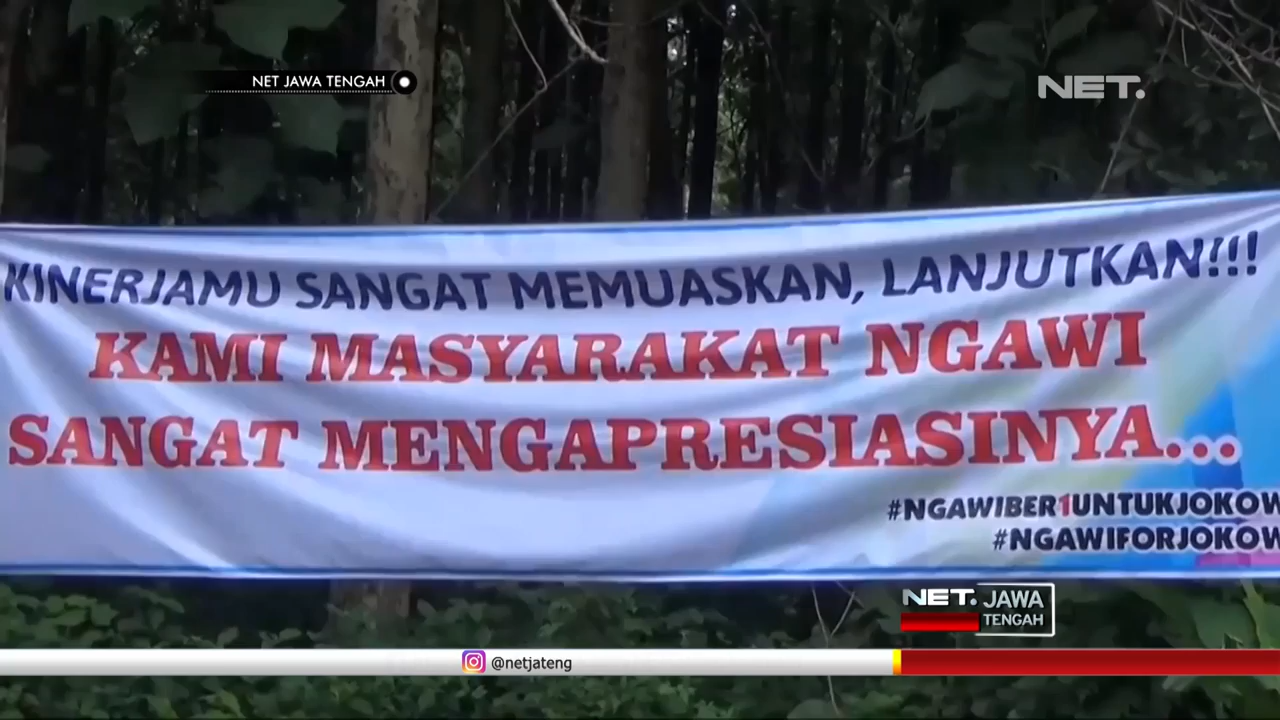 NET JAWA TENGAH
NET.
KINERJAMU SANGAT MEMUASKAN, LANJUTKAN!!!
KAMI MASYARAKAT NGAWI
SANGAT MENGAPRESIASINYA...
#NGAWIBER1UNTUKJOKOW
#NGAWIFORJOKOW
NET. JAWA
TENGAH
@netjateng